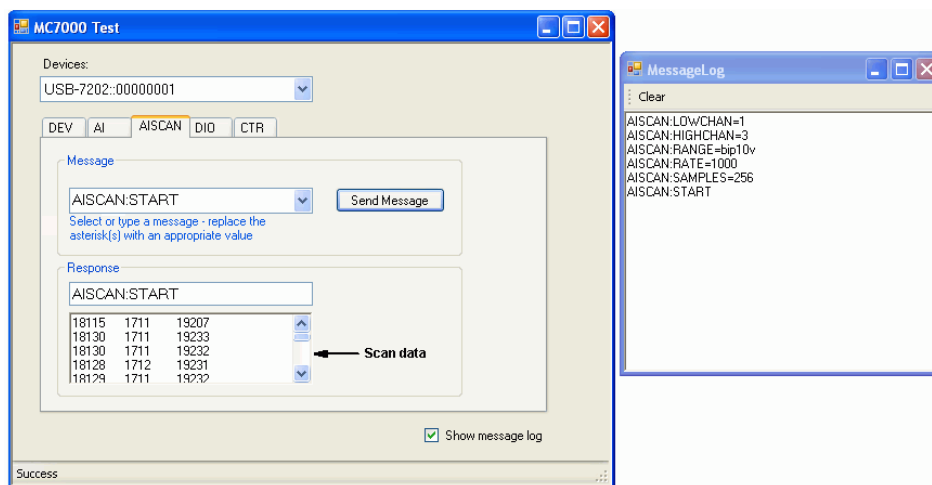 MC7000 Test
Devices:
USB-7202::00000001
DEV AI AISCAN DIO CTR
Message
AISCAN:START
Send Message
Select or type a message - replace the
asterisk(s) with an appropriate value
Response
AISCAN:START
18115 1711 19207
18130 1711 19233
18130 1711 19232
18128 1712 19231
18129 1711 19232
Scan data
Show message log
Success
MessageLog
Clear
AISCAN:LOWCHAN=1
AISCAN:HIGHCHAN=3
AISCAN:RANGE=bip10v
AISCAN:RATE=1000
AISCAN:SAMPLES=256
AISCAN:START